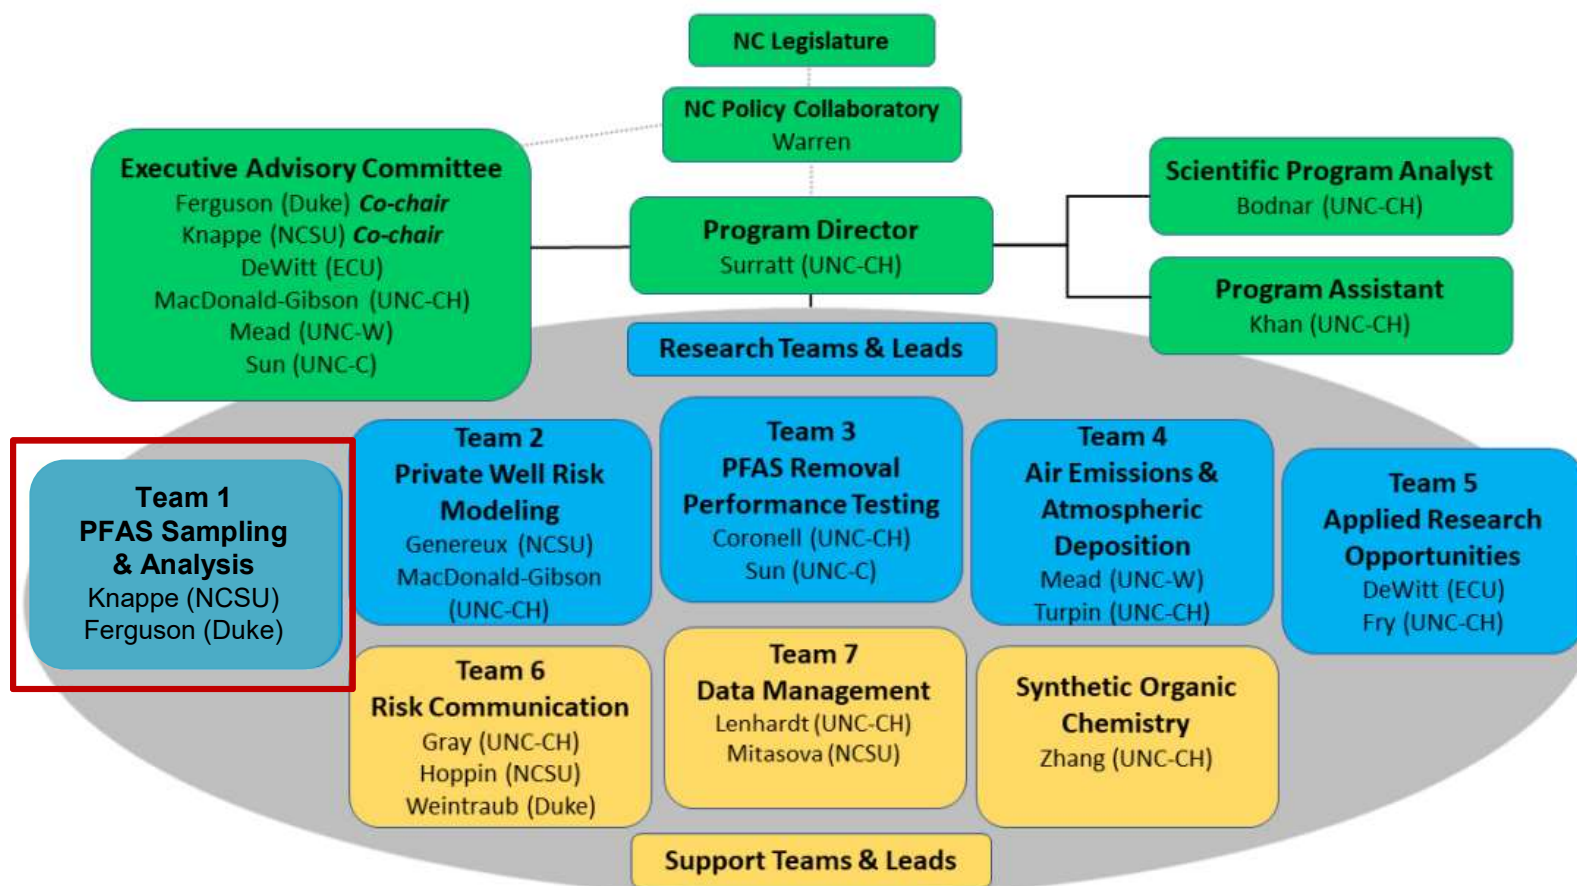 NC Legislature
NC Policy Collaboratory
Warren
Executive Advisory Committee
Ferguson (Duke) Co-chair
Knappe (NCSU) Co-chair
DeWitt (ECU)
MacDonald-Gibson (UNC-CH)
Mead (UNC-W)
Sun (UNC-C)
Program Director
Surratt (UNC-CH)
Scientific Program Analyst
Bodnar (UNC-CH)
Program Assistant
Khan (UNC-CH)
Research Teams & Leads
Team 1
PFAS Sampling
& Analysis
Knappe (NCSU)
Ferguson (Duke)
Team 2
Private Well Risk
Modeling
Genereux (NCSU)
MacDonald-Gibson
(UNC-CH)
Team 3
PFAS Removal
Performance Testing
Coronell (UNC-CH)
Sun (UNC-C)
Team 4
Air Emissions &
Atmospheric
Deposition
Mead (UNC-W)
Turpin (UNC-CH)
Team 5
Applied Research
Opportunities
DeWitt (ECU)
Fry (UNC-CH)
Team 6
Risk Communication
Gray (UNC-CH)
Hoppin (NCSU)
Weintraub (Duke)
Team 7
Data Management
Lenhardt (UNC-CH)
Mitasova (NCSU)
Synthetic Organic
Chemistry
Zhang (UNC-CH)
Support Teams & Leads